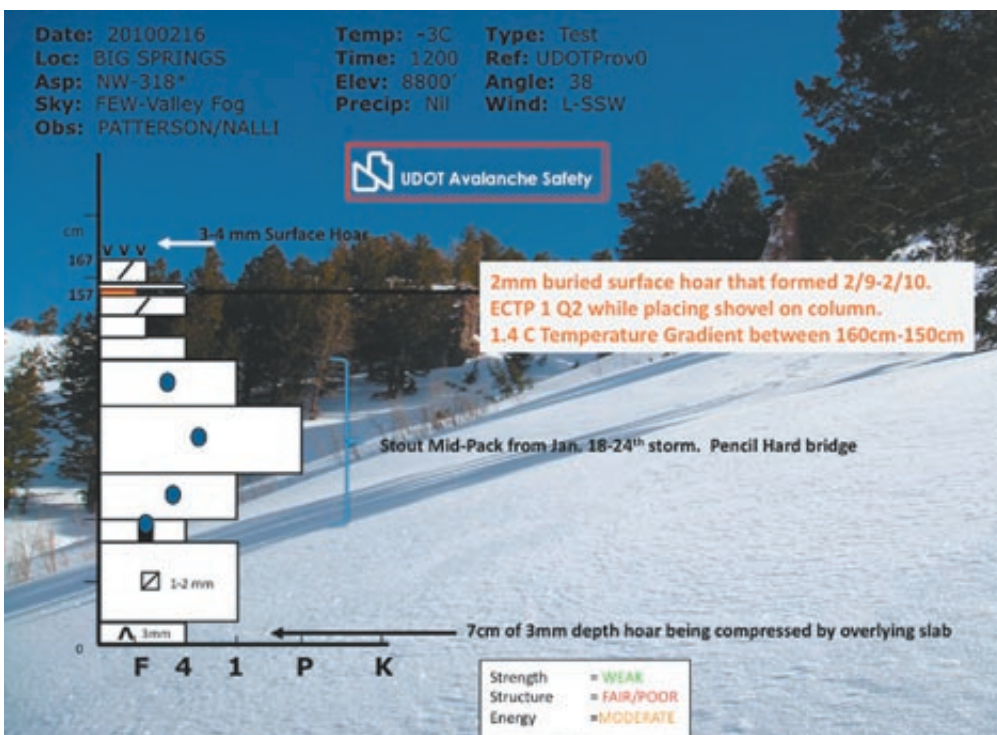 Date: 20100216
Temp: -3C
Type: Test
Loc: BIG SPRINGS
Time: 1200
Ref: UDOTProv0
Asp: NW-318*
Elev: 8800'
Angle: 38
Sky: FEW-Valley Fog
Precip: Nil
Wind: L-SSW
Obs: PATTERSON/NALLI
UDOT Avalanche Safety
cm
3-4 mm Surface Hoar
V V V
167
157
2mm buried surface hoar that formed 2/9-2/10.
ECTP 1 Q2 while placing shovel on column.
1.4 C Temperature Gradient between 160cm-150cm
Stout Mid-Pack from Jan. 18-24th storm. Pencil Hard bridge
1-2 mm
3mm
7cm of 3mm depth hoar being compressed by overlying slab
0
F 4 1 P K
Strength = WEAK
Structure = FAIR/POOR
Energy =MODERATE